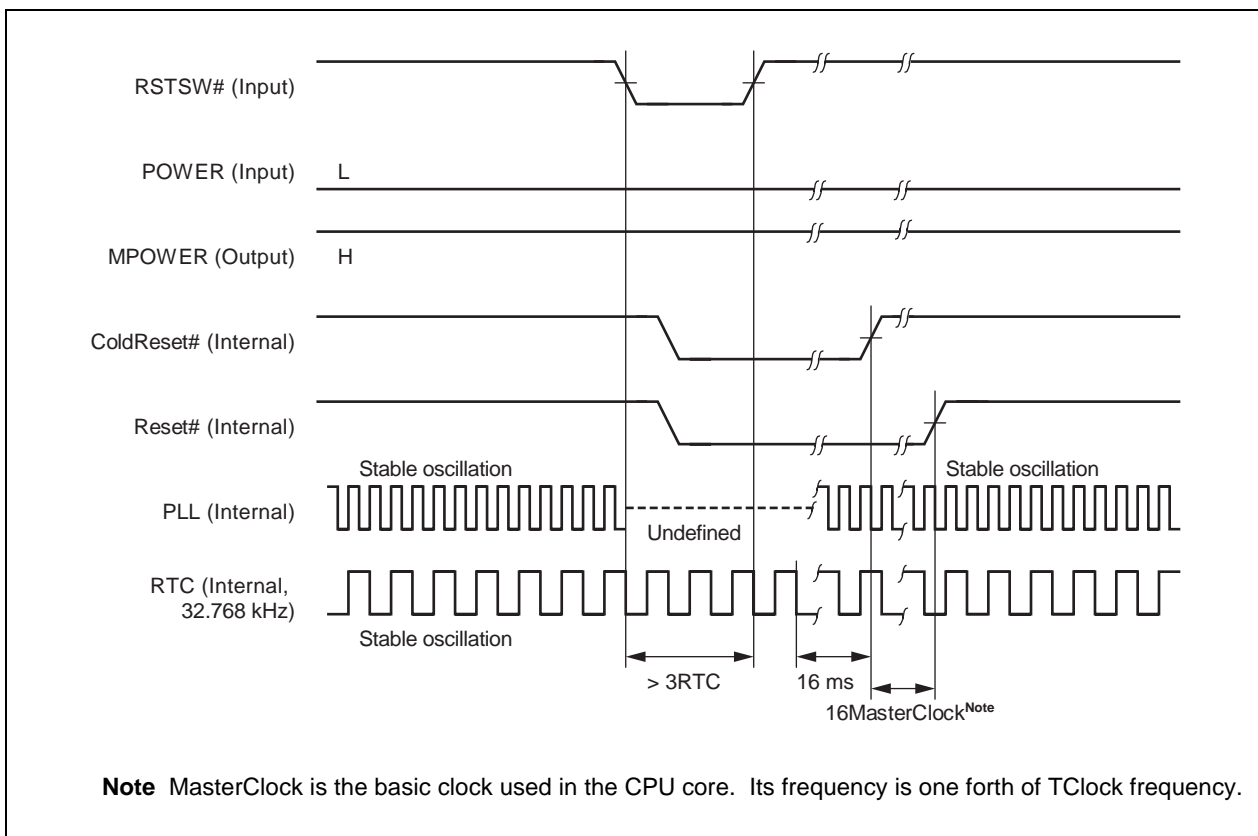 RSTSW# (Input)
POWER (Input) L
MPOWER (Output) H
ColdReset# (Internal)
Reset# (Internal)
Stable oscillation Stable oscillation
PLL (Internal)
Undefined
RTC (Internal,
32.768 kHz)
Stable oscillation
> 3RTC 16 ms
16MasterClockNote
Note MasterClock is the basic clock used in the CPU core. Its frequency is one forth of TClock frequency.